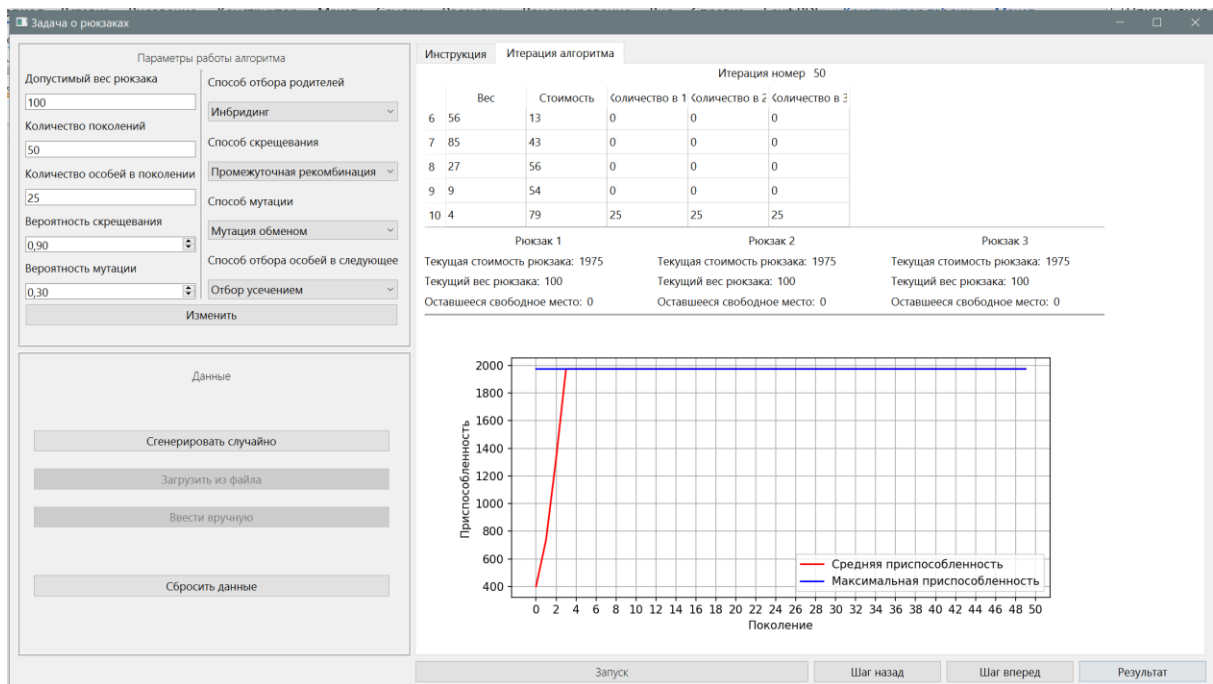 Задача о рюкзаках
Параметры работы алгоритма
Допустимый вес рюкзака
100
Количество поколений
50
Количество особей в поколении
25
Вероятность скрещевания
0,90
Вероятность мутации
0,30
Способ отбора родителей
Инбридинг
Способ скрещевания
Промежуточная рекомбинация
Способ мутации
Мутация обменом
Способ отбора особей в следующее
Отбор усечением
Изменить
Данные
Сгенерировать случайно
Загрузить из файла
Ввести вручную
Сбросить данные
Инструкция Итерация алгоритма
Итерация номер 50
Вес Стоимость Количество в 1 Количество в 2 Количество в 3
6 56 13 0 0 0
7 85 43 0 0 0
8 27 56 0 0 0
9 9 54 0 0 0
10 4 79 25 25 25
Рюкзак 1 Рюкзак 2 Рюкзак 3
Текущая стоимость рюкзака: 1975 Текущая стоимость рюкзака: 1975 Текущая стоимость рюкзака: 1975
Текущий вес рюкзака: 100 Текущий вес рюкзака: 100 Текущий вес рюкзака: 100
Оставшееся свободное место: 0 Оставшееся свободное место: 0 Оставшееся свободное место: 0
Приспособленность
2000
1800
1600
1400
1200
1000
800
600
400
Средняя приспособленность
Максимальная приспособленность
0 2 4 6 8 10 12 14 16 18 20 22 24 26 28 30 32 34 36 38 40 42 44 46 48 50
Поколение
Запуск Шаг назад Шаг вперед Результат